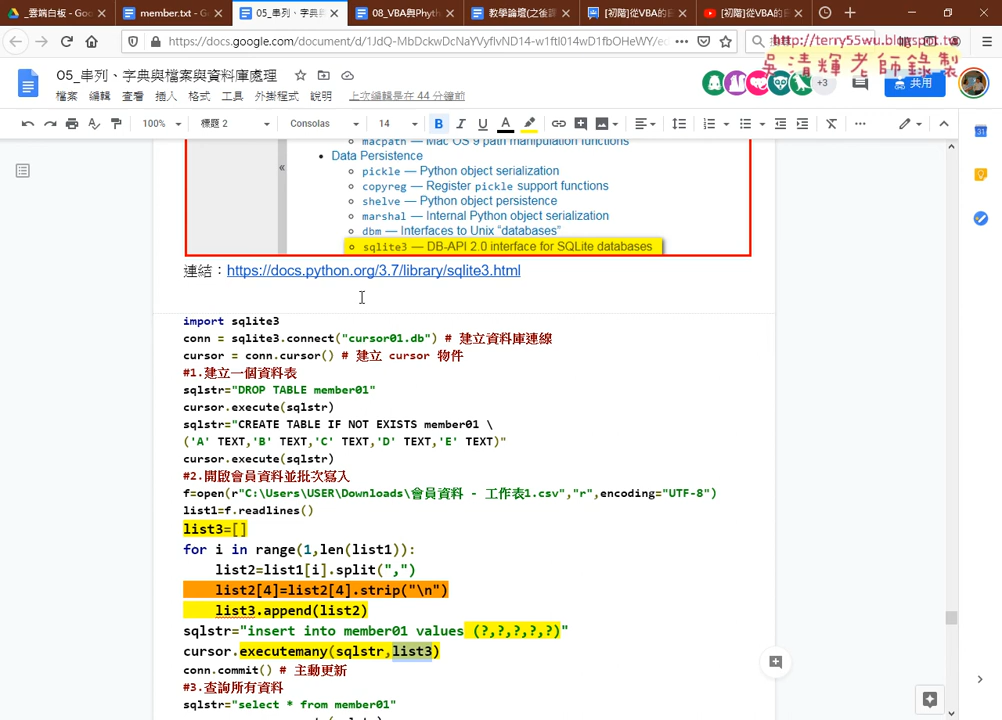 _雲端白板 - Goo
member.txt - Goo
05_串列、字典與
08_VBA與Phyth
教學論壇(之後課
[初階]從VBA的E
[初階]從VBA的E
https://docs.google.com/document/d/1JdQ-MbDckwDcNaYVyfIvND14-w1ftI014wD1fbOHeWY/e
http://terry55wu.blogspot.tw
吳清輝老師錄製
05_串列、字典與檔案與資料庫處理
檔案 編輯 查看 插入 格式 工具 外掛程式 說明 上次編輯是在 44 分鐘前
+3
共用
100% 標題 2 Consolas 14 B I U A
macpath — Mac OS 9 path manipulation functions
Data Persistence
pickle — Python object serialization
copyreg — Register pickle support functions
shelve — Python object persistence
marshal — Internal Python object serialization
dbm — Interfaces to Unix “databases”
sqlite3 — DB-API 2.0 interface for SQLite databases
連結：https://docs.python.org/3.7/library/sqlite3.html
import sqlite3
conn = sqlite3.connect("cursor01.db") # 建立資料庫連線
cursor = conn.cursor() # 建立 cursor 物件
#1.建立一個資料表
sqlstr="DROP TABLE member01"
cursor.execute(sqlstr)
sqlstr="CREATE TABLE IF NOT EXISTS member01 \
('A' TEXT,'B' TEXT,'C' TEXT,'D' TEXT,'E' TEXT)"
cursor.execute(sqlstr)
#2.開啟會員資料並批次寫入
f=open(r"C:\Users\USER\Downloads\會員資料 - 工作表1.csv","r",encoding="UTF-8")
list1=f.readlines()
list3=[]
for i in range(1,len(list1)):
list2=list1[i].split(",")
list2[4]=list2[4].strip("\n")
list3.append(list2)
sqlstr="insert into member01 values (?,?,?,?,?)"
cursor.executemany(sqlstr,list3)
conn.commit() # 主動更新
#3.查詢所有資料
sqlstr="select * from member01"